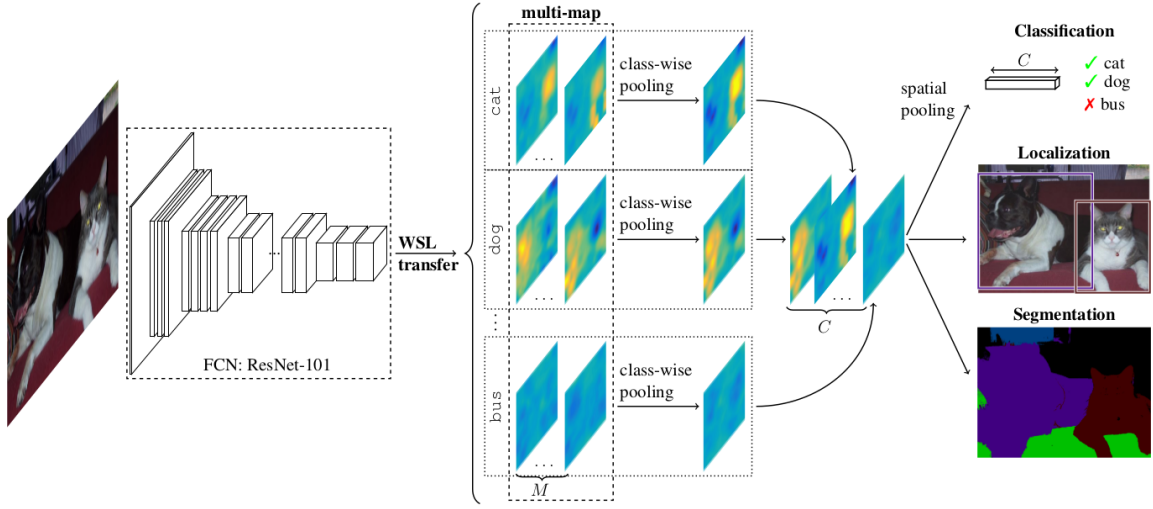 multi-map
cat
. . .
class-wise
pooling
dog
. . .
class-wise
pooling
. . .
bus
. . .
class-wise
pooling
M
...
FCN: ResNet-101
WSL
transfer
. . .
C
spatial
pooling
Classification
C
✓ cat
✓ dog
✗ bus
Localization
Segmentation